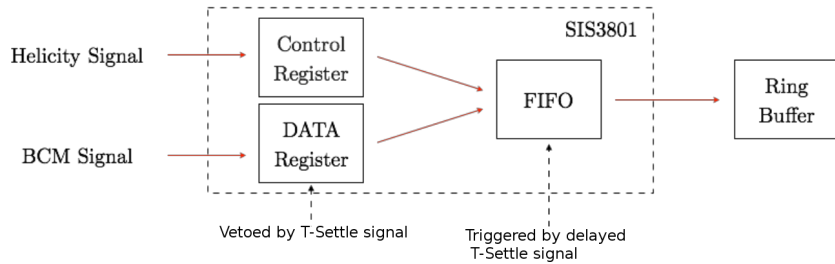 SIS3801
Helicity Signal
Control
Register
FIFO
Ring
Buffer
BCM Signal
DATA
Register
Vetoed by T-Settle signal
Triggered by delayed
T-Settle signal